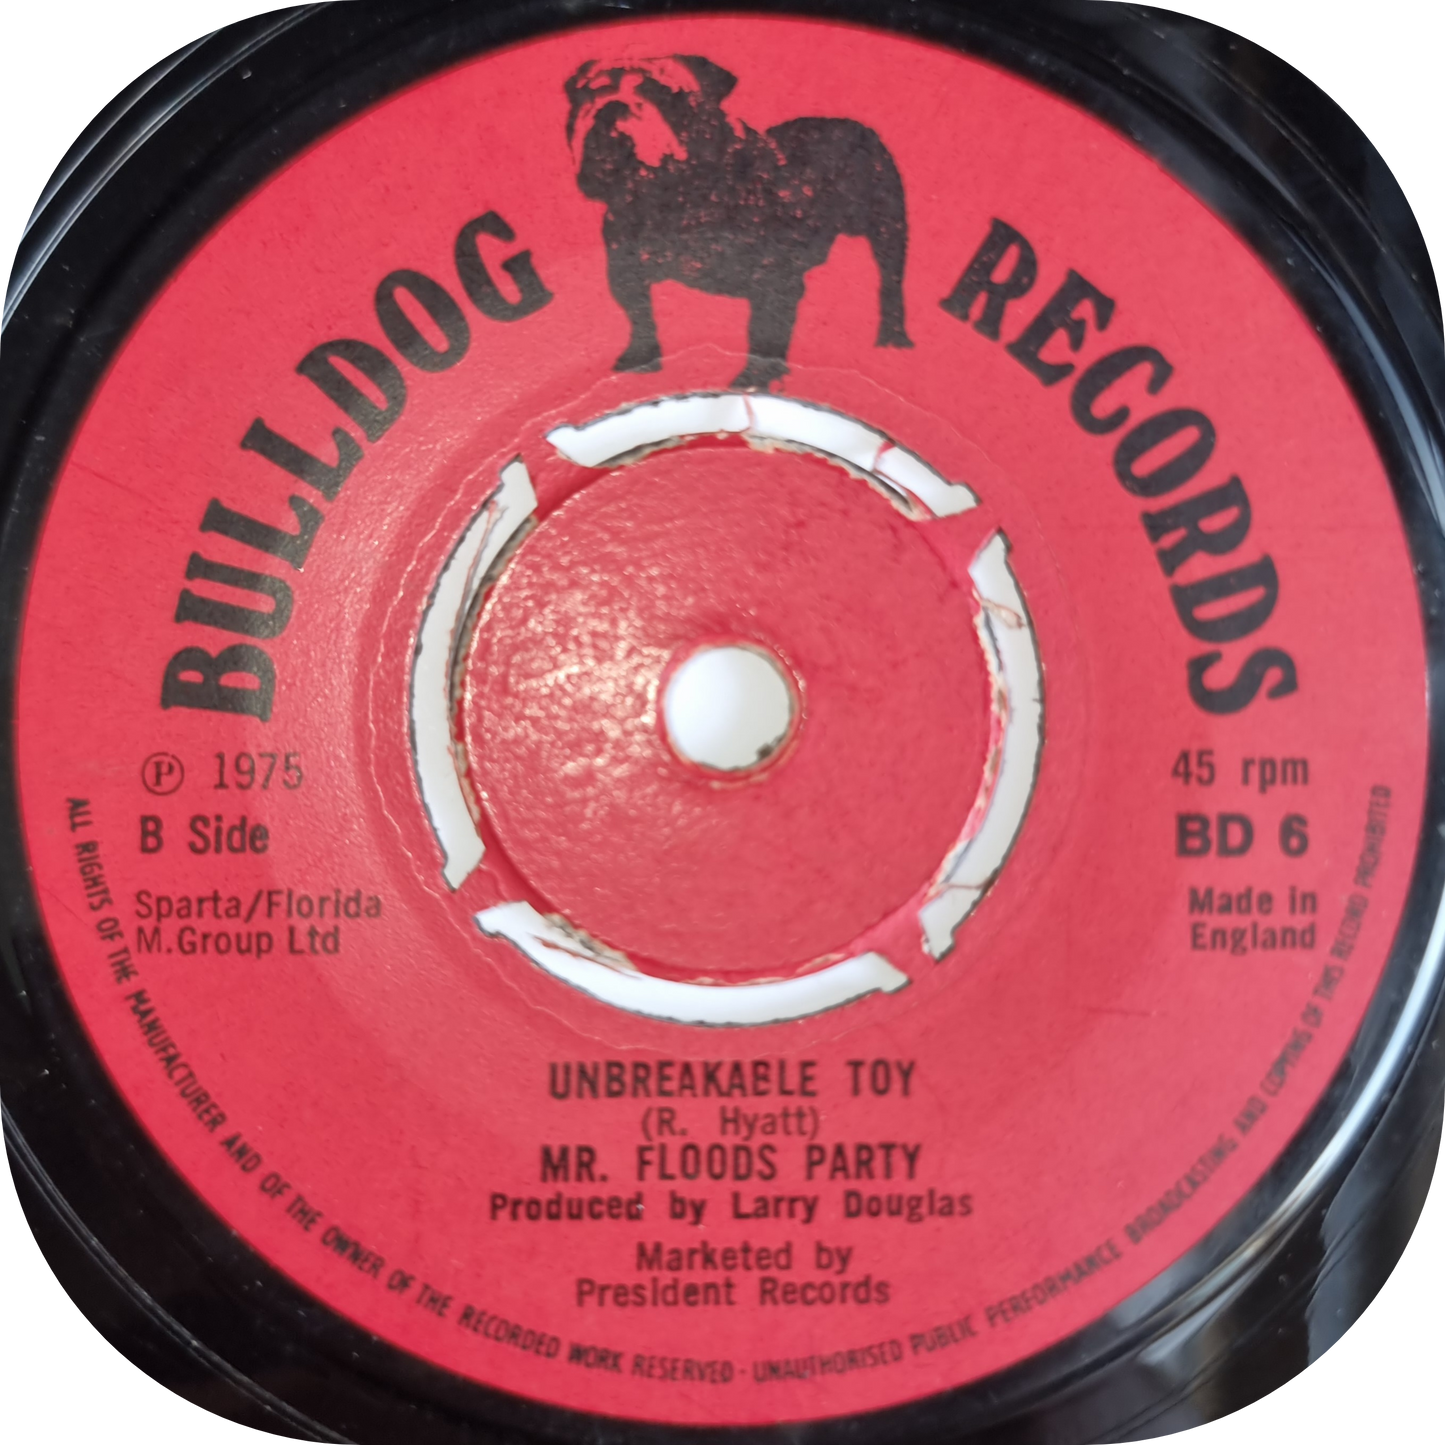 BULLDOG RECORDS
℗ 1975
B Side
Sparta/Florida
M.Group Ltd
45 rpm
BD 6
Made in
England
UNBREAKABLE TOY
(R. Hyatt)
MR. FLOODS PARTY
Produced by Larry Douglas
Marketed by
President Records
ALL RIGHTS OF THE MANUFACTURER AND OF THE OWNER OF THE RECORDED WORK RESERVED · UNAUTHORISED PUBLIC PERFORMANCE BROADCASTING AND COPYING OF THIS RECORD PROHIBITED